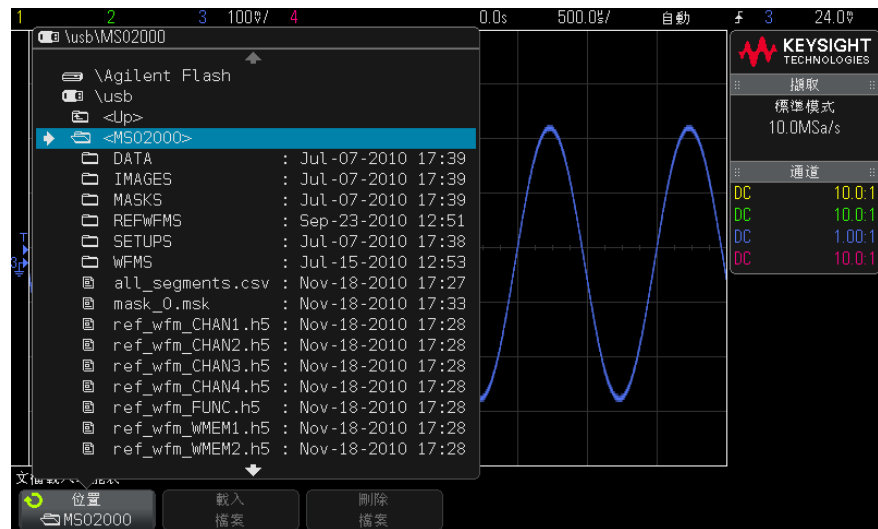 1 2 3 100▽/ 4 0.0s 500.0㎲/ 自動 3 24.0▽
\usb\MSO2000
\Agilent Flash
\usb
<Up>
<MSO2000>
DATA : Jul-07-2010 17:39
IMAGES : Jul-07-2010 17:39
MASKS : Jul-07-2010 17:39
REFWFMS : Sep-23-2010 12:51
SETUPS : Jul-07-2010 17:38
WFMS : Jul-15-2010 12:53
all_segments.csv : Nov-18-2010 17:27
mask_0.msk : Nov-18-2010 17:33
ref_wfm_CHAN1.h5 : Nov-18-2010 17:28
ref_wfm_CHAN2.h5 : Nov-18-2010 17:28
ref_wfm_CHAN3.h5 : Nov-18-2010 17:28
ref_wfm_CHAN4.h5 : Nov-18-2010 17:28
ref_wfm_FUNC.h5 : Nov-18-2010 17:28
ref_wfm_WMEM1.h5 : Nov-18-2010 17:28
ref_wfm_WMEM2.h5 : Nov-18-2010 17:28
T
3
KEYSIGHT
TECHNOLOGIES
擷取
標準模式
10.0MSa/s
通道
DC 10.0:1
DC 10.0:1
DC 1.00:1
DC 10.0:1
位置
MSO2000
載入
檔案
刪除
檔案